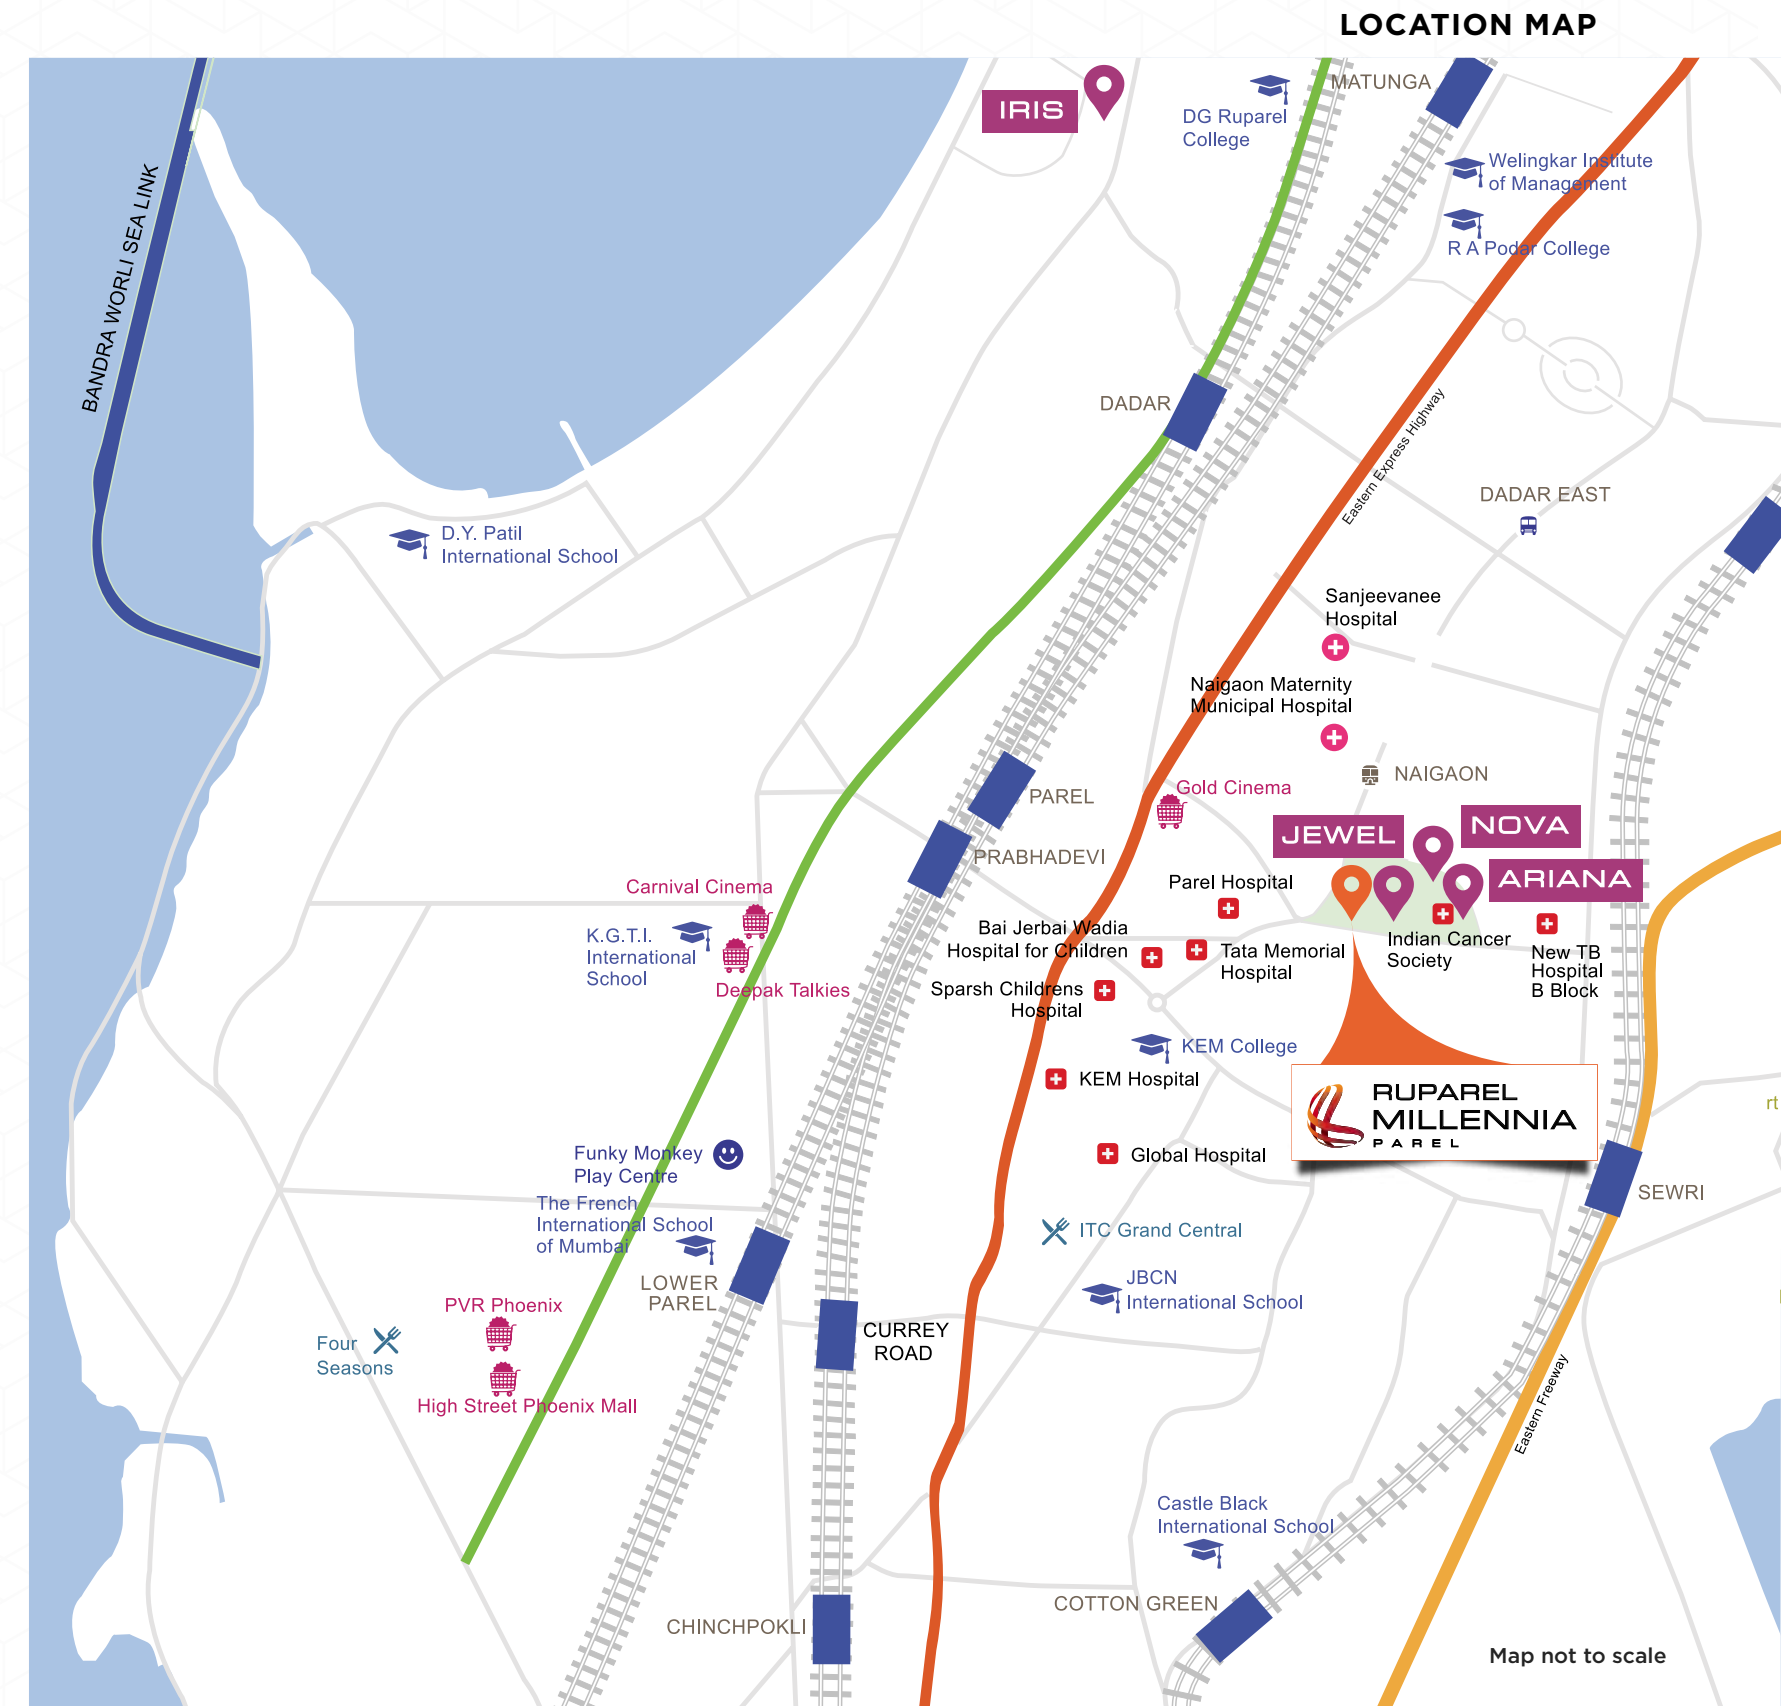 LOCATION MAP
MATUNGA
IRIS
DG Ruparel
College
Welingkar Institute
of Management
R A Podar College
BANDRA WORLI SEA LINK
DADAR
Eastern Express Highway
DADAR EAST
D.Y. Patil
International School
Sanjeevanee
Hospital
Naigaon Maternity
Municipal Hospital
NAIGAON
Gold Cinema
PAREL
NOVA
JEWEL
PRABHADEVI
ARIANA
Parel Hospital
Carnival Cinema
Bai Jerbai Wadia
Hospital for Children
K.G.T.I.
International
School
Tata Memorial
Hospital
Indian Cancer
Society
New TB
Hospital
B Block
Deepak Talkies
Sparsh Childrens
Hospital
KEM College
KEM Hospital
RUPAREL
MILLENNIA
PAREL
rt
Funky Monkey
Play Centre
Global Hospital
SEWRI
The French
International School
of Mumbai
ITC Grand Central
LOWER
PAREL
JBCN
International School
PVR Phoenix
CURREY
ROAD
Four
Seasons
High Street Phoenix Mall
Eastern Freeway
Castle Black
International School
COTTON GREEN
CHINCHPOKLI
Map not to scale